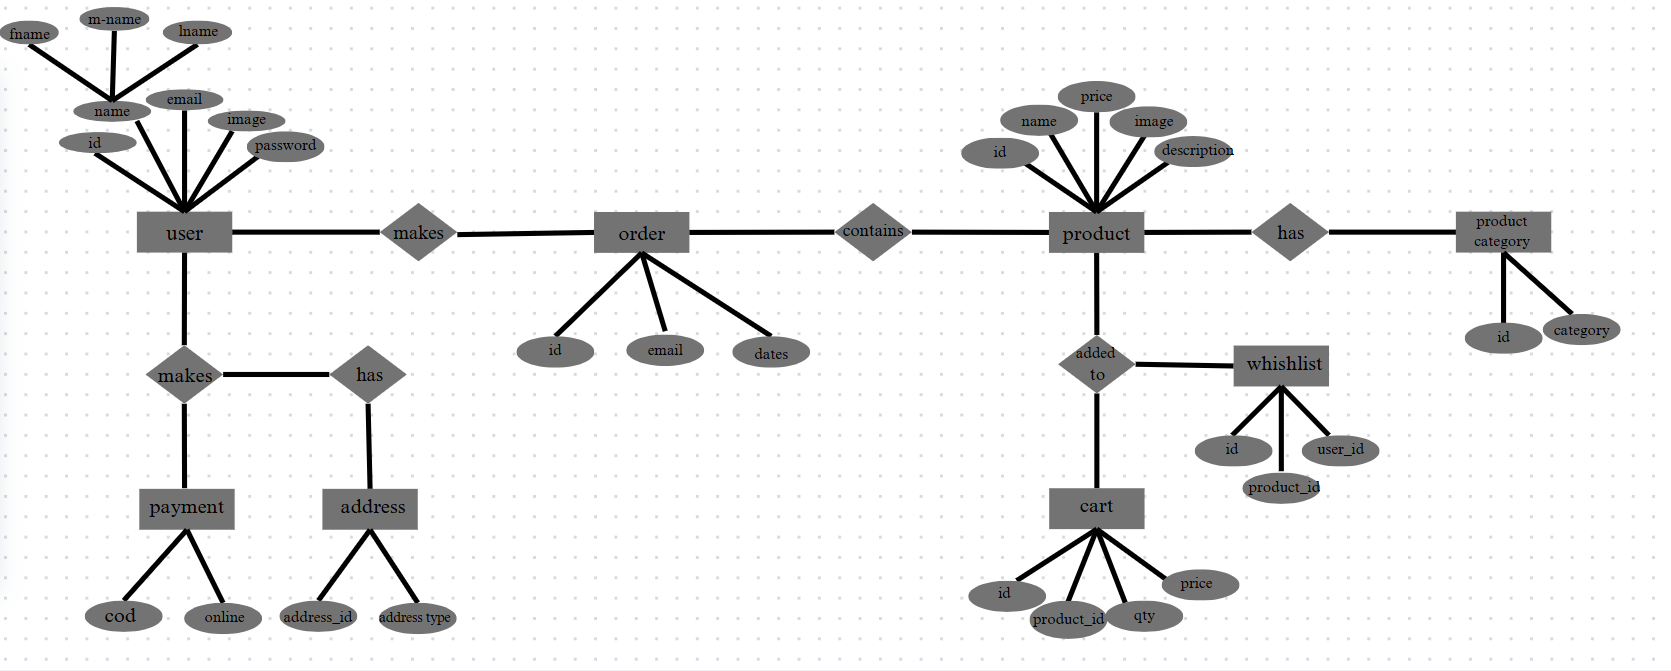 fname
m-name
lname
name
email
image
id
password
user
makes
order
contains
id
name
price
image
description
product
has
product
category
id
email
dates
id
category
makes
has
added
to
whishlist
id
product_id
user_id
payment
address
cart
cod
online
address_id
address type
id
product_id
qty
price